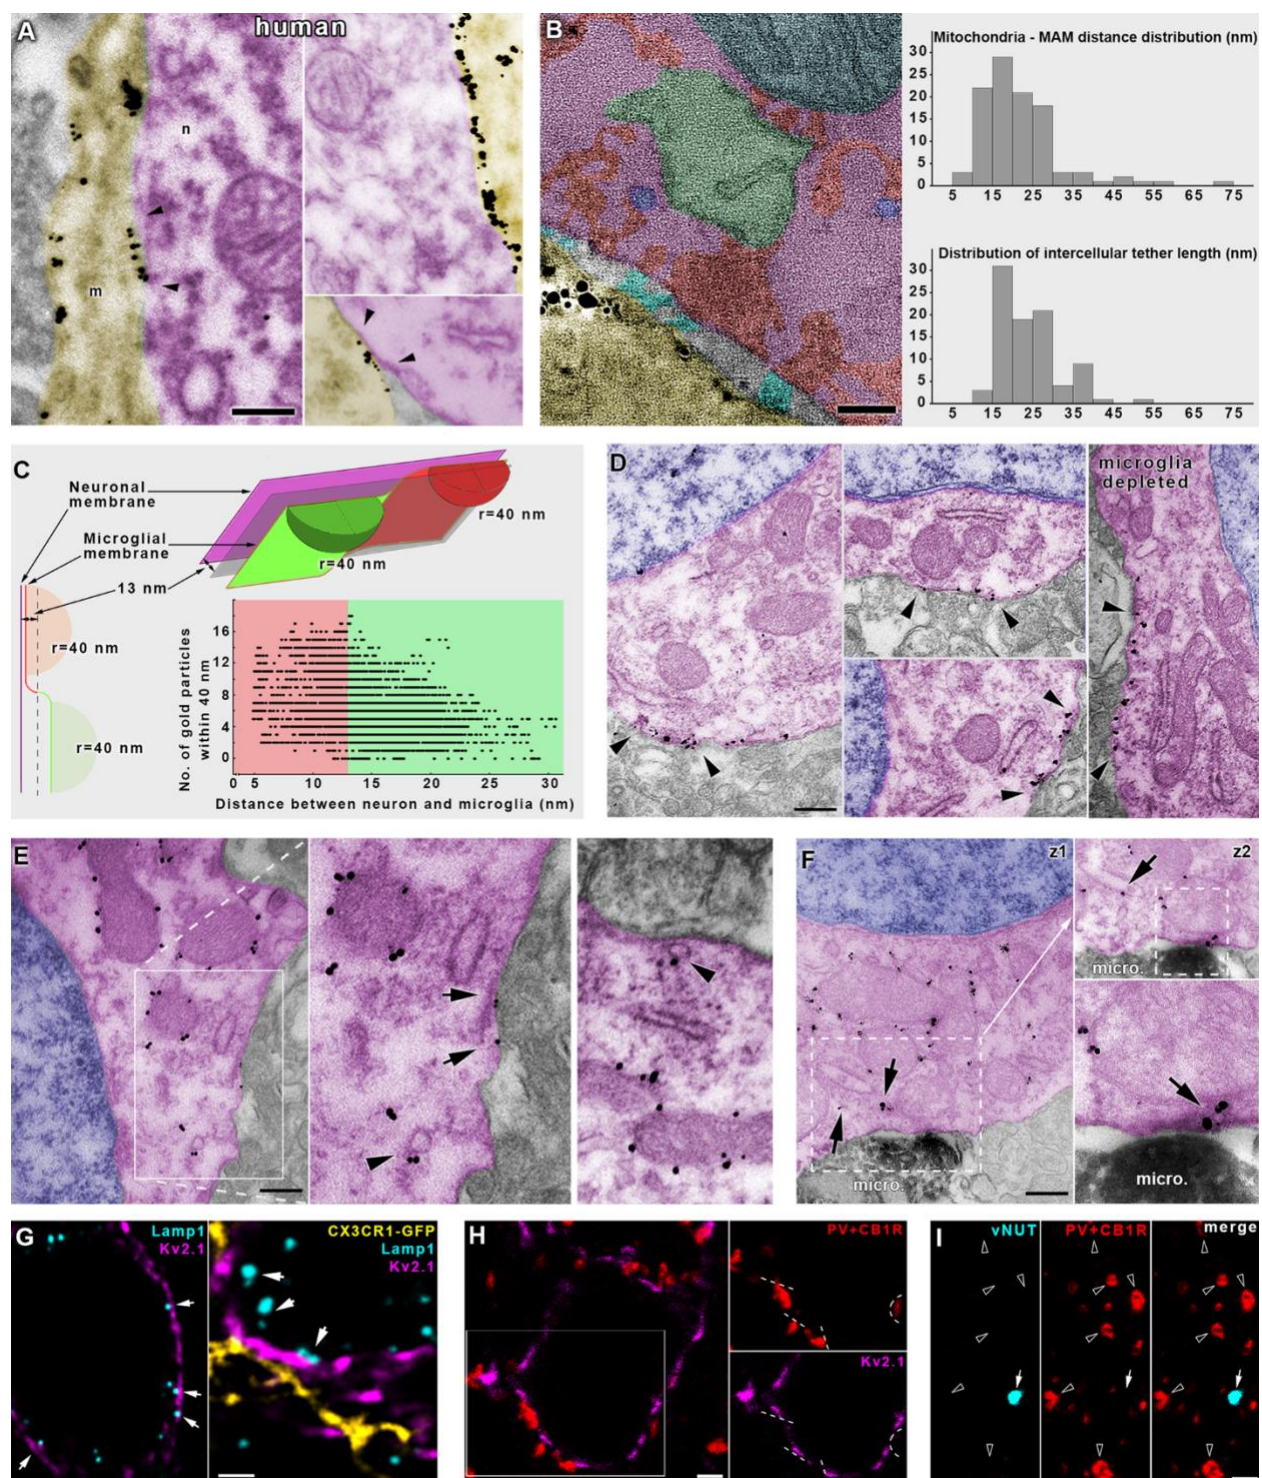 A
human
n
m
B
Mitochondria - MAM distance distribution (nm)
30
25
20
15
10
5
0
5 15 25 35 45 55 65 75
Distribution of intercellular tether length (nm)
30
25
20
15
10
5
0
5 15 25 35 45 55 65 75
C
Neuronal
membrane
Microglial
membrane
13 nm
r=40 nm
r=40 nm
r=40 nm
r=40 nm
No. of gold particles
within 40 nm
16
12
8
4
0
0 5 10 15 20 25 30
Distance between neuron and microglia (nm)
D
microglia
depleted
E
F
z1
micro.
z2
micro.
micro.
G
Lamp1
Kv2.1
CX3CR1-GFP
Lamp1
Kv2.1
H
PV+CB1R
Kv2.1
I
vNUT
PV+CB1R
merge